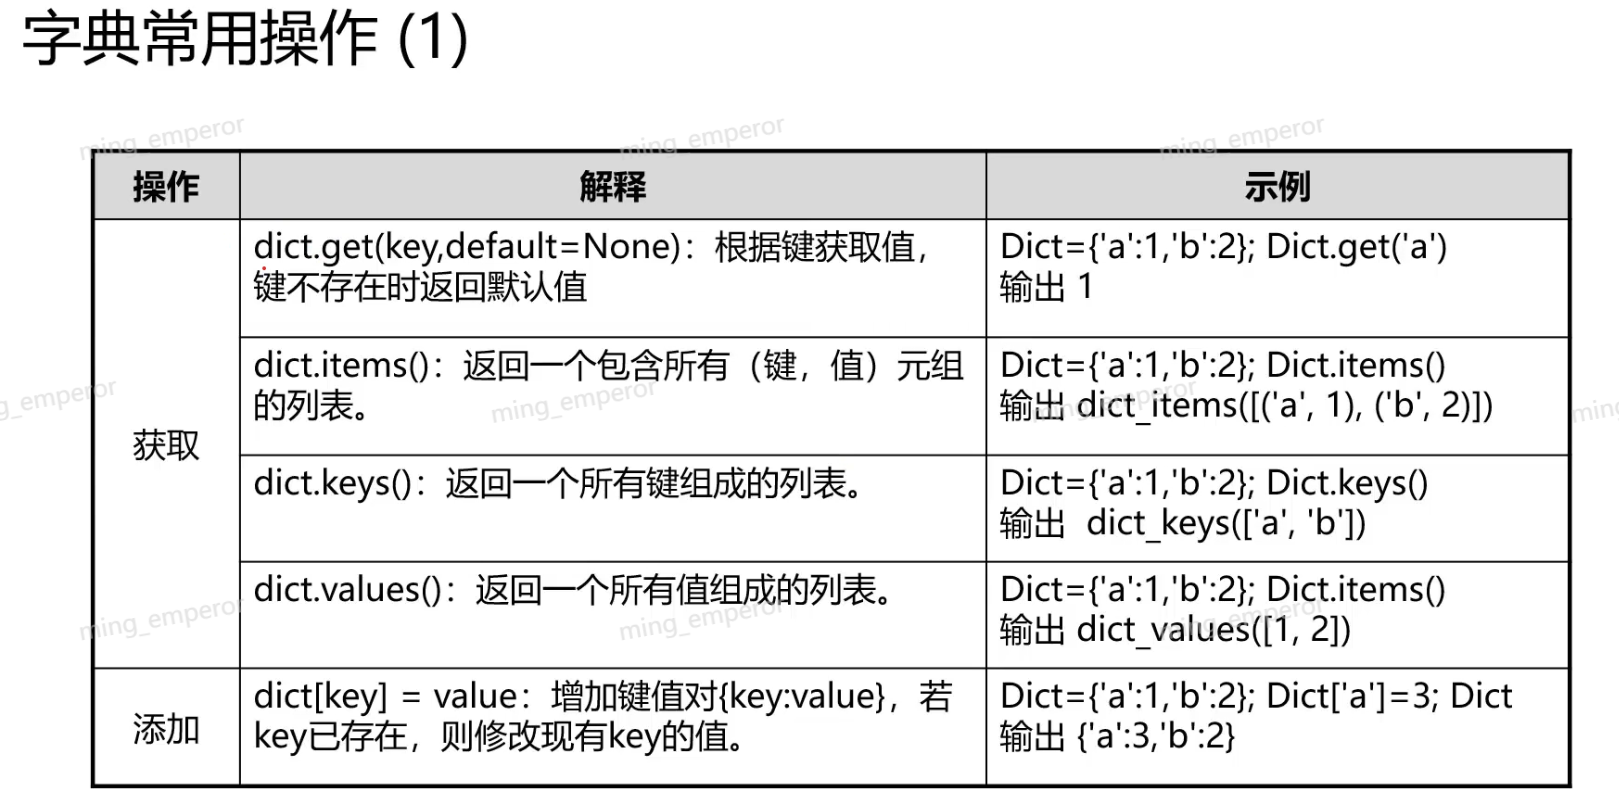 字典常用操作 (1)
ming_emperor ming_emperor ming_emperor
操作 解释 示例
dict.get(key,default=None)：根据键获取值，
键不存在时返回默认值
Dict={'a':1,'b':2}; Dict.get('a')
输出 1
获取
dict.items()：返回一个包含所有（键，值）元组
的列表。
Dict={'a':1,'b':2}; Dict.items()
输出 dict_items([('a', 1), ('b', 2)])
g_emperor ming_emperor ming_emperor ming
dict.keys()：返回一个所有键组成的列表。
Dict={'a':1,'b':2}; Dict.keys()
输出 dict_keys(['a', 'b'])
dict.values()：返回一个所有值组成的列表。
Dict={'a':1,'b':2}; Dict.items()
输出 dict_values([1, 2])
ming_emperor ming_emperor ming_emperor
添加
dict[key] = value：增加键值对{key:value}，若
key已存在，则修改现有key的值。
Dict={'a':1,'b':2}; Dict['a']=3; Dict
输出 {'a':3,'b':2}